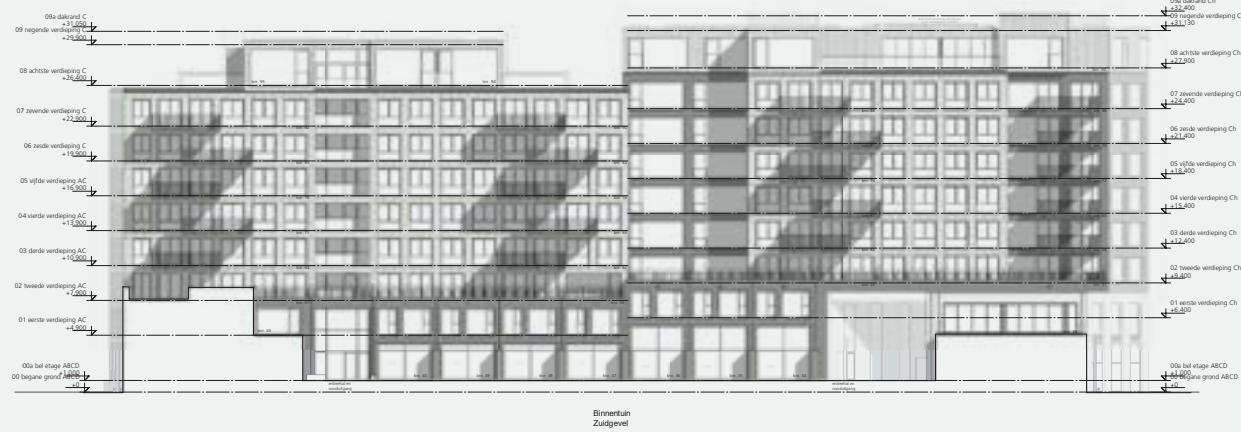 09a dakrand C
+31,050
09 negende verdieping C
+29,900
08 achtste verdieping C
+26,400
07 zevende verdieping C
+22,900
06 zesde verdieping C
+19,900
05 vijfde verdieping AC
+16,900
04 vierde verdieping AC
+13,900
03 derde verdieping AC
+10,900
02 tweede verdieping AC
+7,900
01 eerste verdieping AC
+4,900
00a bel etage ABCD
+1,000
00 begane grond ABCD
+0
09a dakrand Ch
+32,400
09 negende verdieping C
+31,130
08 achtste verdieping Ch
+27,900
07 zevende verdieping Ch
+24,400
06 zesde verdieping Ch
+21,400
05 vijfde verdieping Ch
+18,400
04 vierde verdieping Ch
+15,400
03 derde verdieping Ch
+12,400
02 tweede verdieping Ch
+9,400
01 eerste verdieping Ch
+6,400
00a bel etage ABCD
+1,000
00 begane grond ABCD
+0
Binnentuin
Zuidgevel